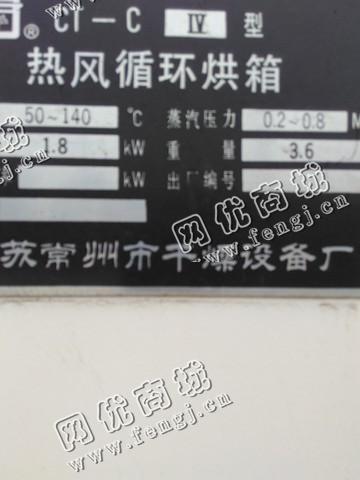 ® CT-C IV 型
热风循环烘箱
50~140 ℃ 蒸汽压力 0.2~0.8 M
1.8 kW 重量 3.6
kW 出厂编号
苏常州市干燥设备厂
网优商城
www.fengj.com.cn
网优商城
www.fengj.com.cn
网优商城
www.fengj.com.cn